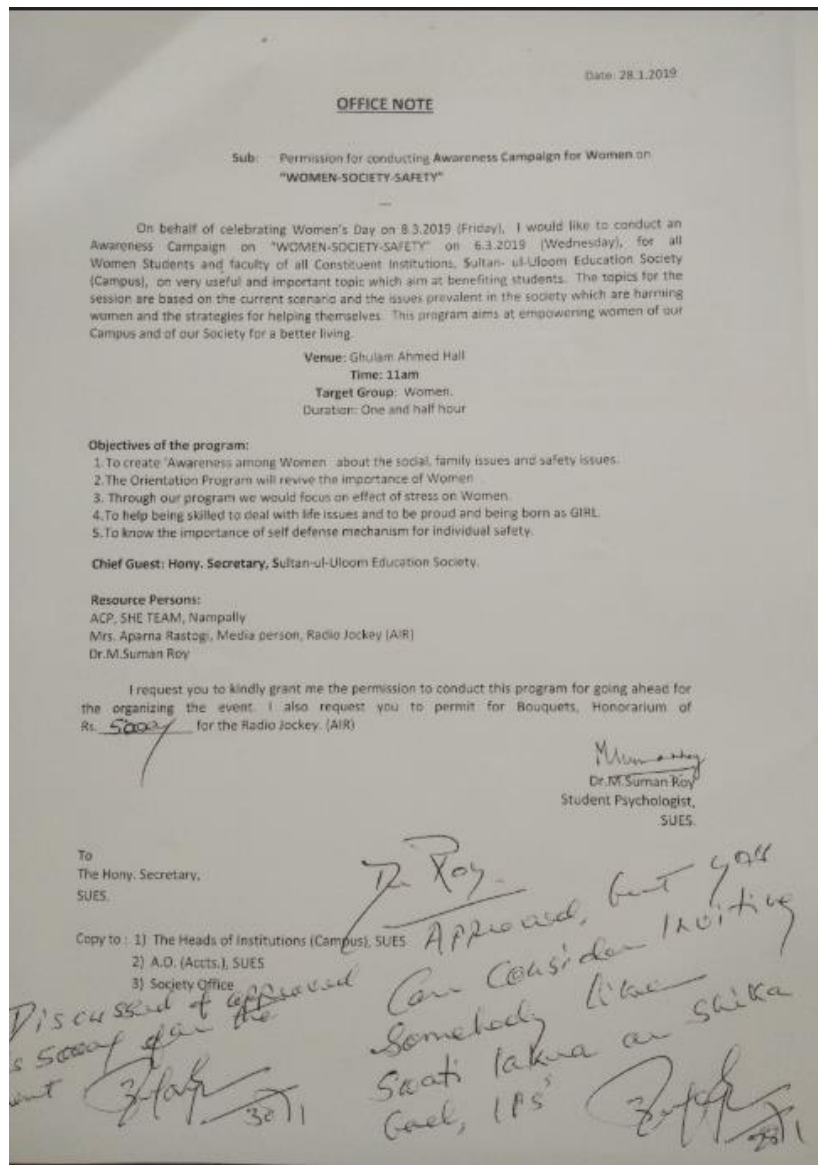 Date: 28.1.2019
OFFICE NOTE
Sub: Permission for conducting Awareness Campaign for Women on
"WOMEN-SOCIETY-SAFETY"
On behalf of celebrating Women's Day on 8.3.2019 (Friday), I would like to conduct an
Awareness Campaign on "WOMEN-SOCIETY-SAFETY" on 6.3.2019 (Wednesday), for all
Women Students and faculty of all Constituent Institutions, Sultan- ul-Uloom Education Society
(Campus), on very useful and important topic which aim at benefiting students. The topics for the
session are based on the current scenario and the issues prevalent in the society which are harming
women and the strategies for helping themselves. This program aims at empowering women of our
Campus and of our Society for a better living.
Venue: Ghulam Ahmed Hall
Time: 11am
Target Group: Women.
Duration: One and half hour
Objectives of the program:
1.To create 'Awareness among Women about the social, family issues and safety issues.
2.The Orientation Program will revive the importance of Women
3. Through our program we would focus on effect of stress on Women.
4.To help being skilled to deal with life issues and to be proud and being born as GIRL.
5.To know the importance of self defense mechanism for individual safety.
Chief Guest: Hony. Secretary, Sultan-ul-Uloom Education Society.
Resource Persons:
ACP, SHE TEAM, Nampally
Mrs. Aparna Rastogi, Media person, Radio Jockey (AIR)
Dr.M.Suman Roy
I request you to kindly grant me the permission to conduct this program for going ahead for
the organizing the event. I also request you to permit for Bouquets, Honorarium of
Rs. 5000/ for the Radio Jockey. (AIR)
Dr.M.Suman Roy
Student Psychologist,
SUES.
To
The Hony. Secretary,
SUES.
Copy to : 1) The Heads of Institutions (Campus), SUES
2) A.O. (Accts.), SUES
3) Society Office
Dr Roy.
Approved, but you
Can Consider Inviting
Somebody like
Swati lakra or Shika
Goel, IPS
Discussed & approved
5000/ for the
30/1